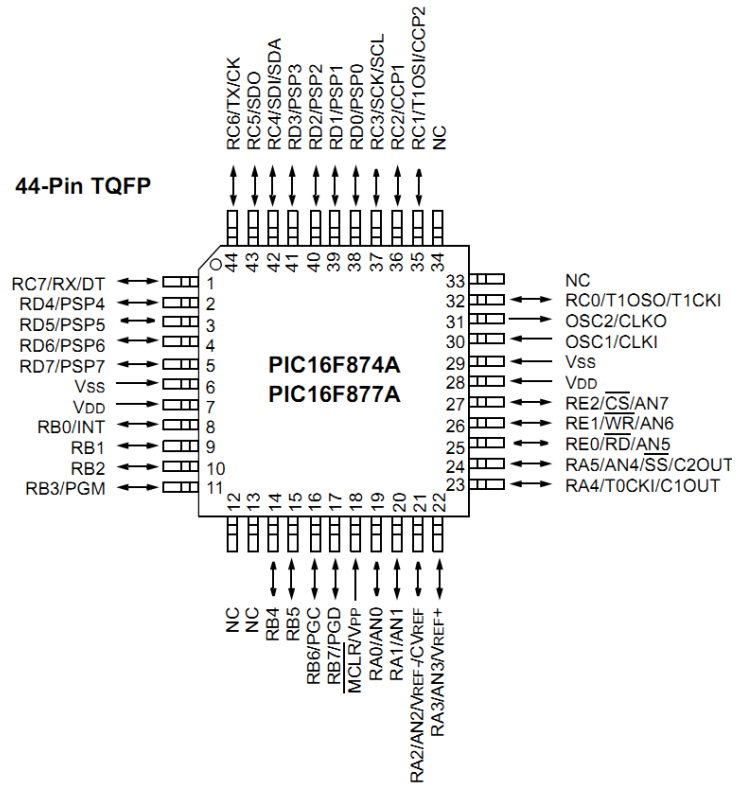 RC6/TX/CK
RC5/SDO
RC4/SDI/SDA
RD3/PSP3
RD2/PSP2
RD1/PSP1
RD0/PSP0
RC3/SCK/SCL
RC2/CCP1
RC1/T1OSI/CCP2
NC
44-Pin TQFP
44
43
42
41
40
39
38
37
36
35
34
RC7/RX/DT 1
RD4/PSP4 2
RD5/PSP5 3
RD6/PSP6 4
RD7/PSP7 5
VSS 6
VDD 7
RB0/INT 8
RB1 9
RB2 10
RB3/PGM 11
PIC16F874A
PIC16F877A
33 NC
32 RC0/T1OSO/T1CKI
31 OSC2/CLKO
30 OSC1/CLKI
29 VSS
28 VDD
27 RE2/C̅S̅/AN7
26 RE1/W̅R̅/AN6
25 RE0/R̅D̅/AN5
24 RA5/AN4/S̅S̅/C2OUT
23 RA4/T0CKI/C1OUT
12
13
14
15
16
17
18
19
20
21
22
NC
NC
RB4
RB5
RB6/PGC
RB7/PGD
M̅C̅L̅R̅/VPP
RA0/AN0
RA1/AN1
RA2/AN2/VREF-/CVREF
RA3/AN3/VREF+